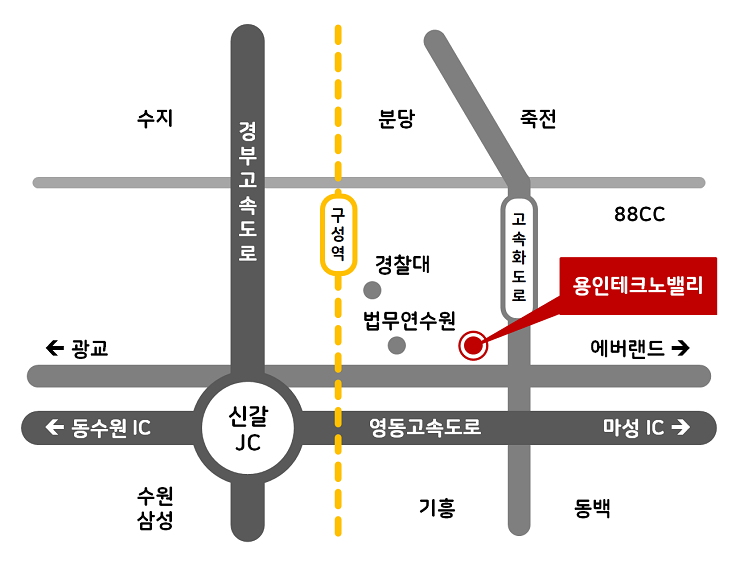 수지
분당
죽전
경부고속도로
구성역
고속화도로
88CC
경찰대
용인테크노밸리
법무연수원
← 광교
에버랜드 →
신갈
JC
← 동수원 IC
영동고속도로
마성 IC →
수원
삼성
기흥
동백